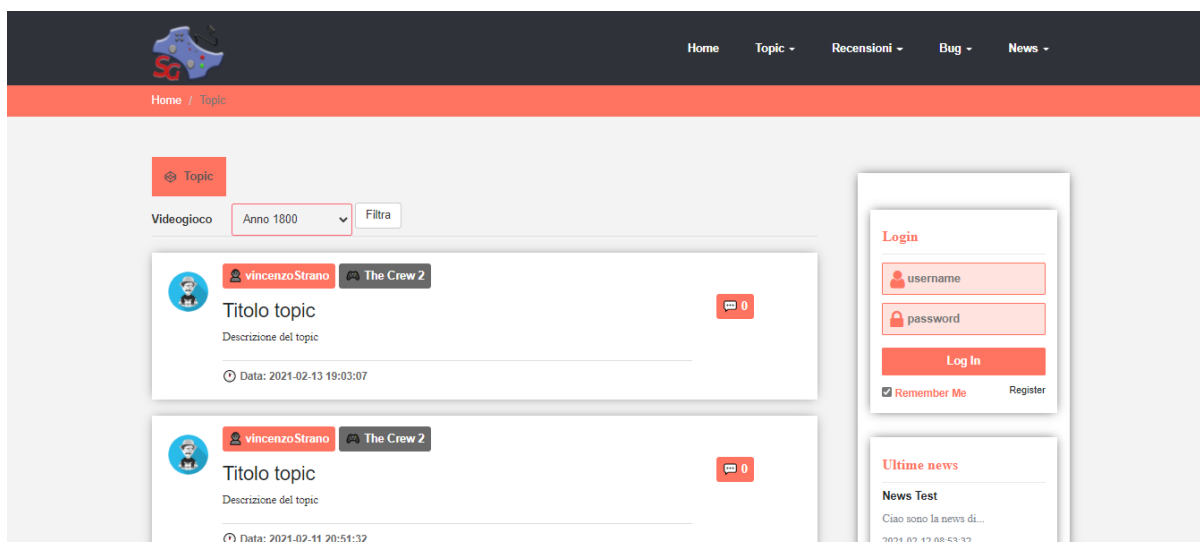 SG
Home Topic Recensioni Bug News
Home / Topic
Topic
Videogioco Anno 1800 Filtra
vincenzoStrano The Crew 2
Titolo topic
0
Descrizione del topic
Data: 2021-02-13 19:03:07
vincenzoStrano The Crew 2
Titolo topic
0
Descrizione del topic
Data: 2021-02-11 20:51:32
Login
username
password
Log In
Remember Me Register
Ultime news
News Test
Ciao sono la news di...
2021-02-12 08:53:32